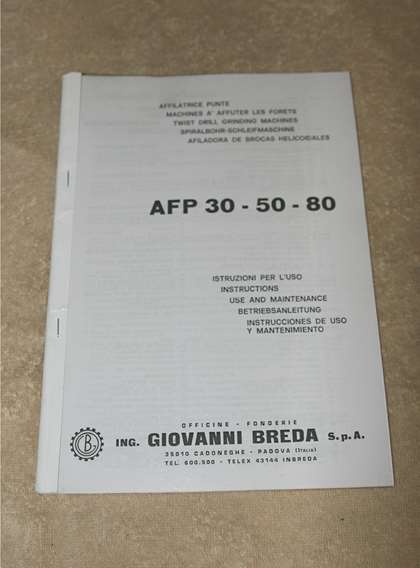 AFFILATRICE PUNTE
MACHINES A' AFFUTER LES FORETS
TWIST DRILL GRINDING MACHINES
SPIRALBOHR-SCHLEIFMASCHINE
AFILADORA DE BROCAS HELICOIDALES
AFP 30 - 50 - 80
ISTRUZIONI PER L'USO
INSTRUCTIONS
USE AND MAINTENANCE
BETRIEBSANLEITUNG
INSTRUCCIONES DE USO
Y MANTENIMIENTO
OFFICINE - FONDERIE
ING. GIOVANNI BREDA S.p.A.
35010 CADONEGHE - PADOVA (Italia)
TEL. 600.500 - TELEX 43144 INBREDA